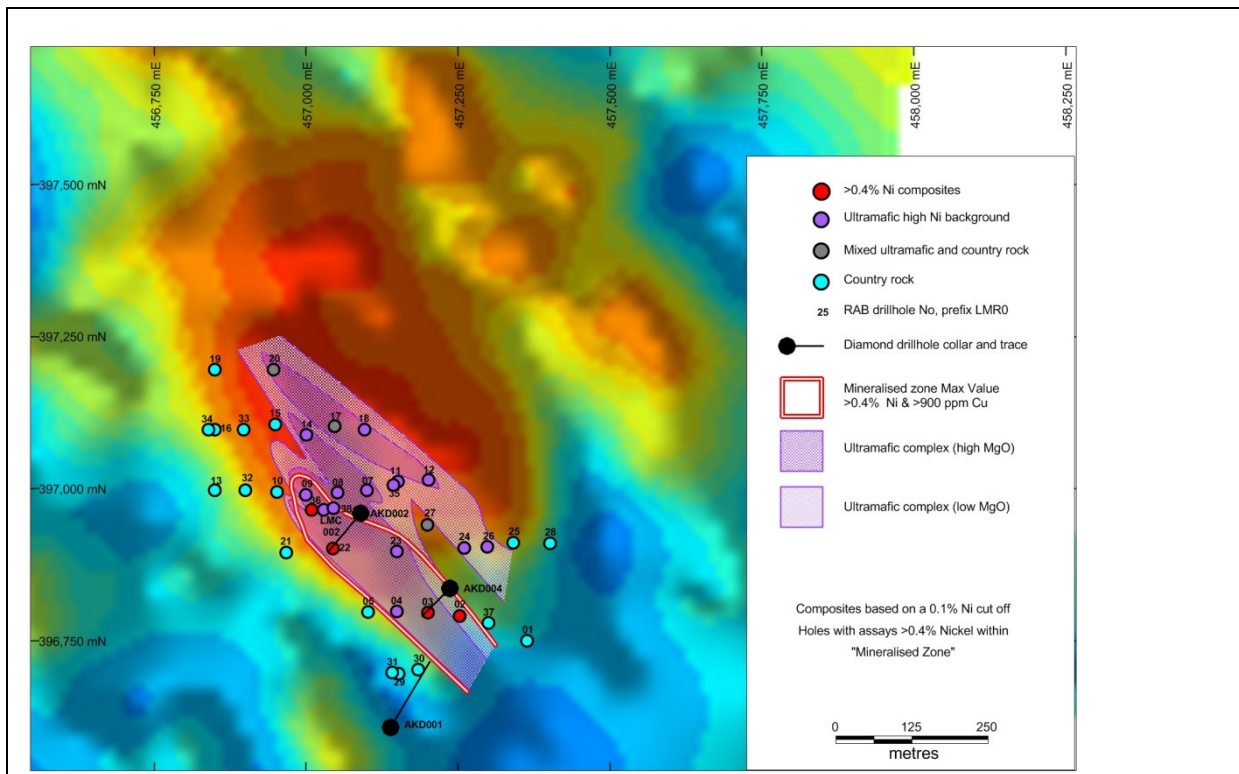 456,750 mE
457,000 mE
457,250 mE
457,500 mE
457,750 mE
458,000 mE
458,250 mE
397,500 mN
397,250 mN
397,000 mN
396,750 mN
19
20
34
16
33
15
14
17
18
13
32
10
09
08
07
11
35
12
36
38
LMC
002
AKD002
27
21
22
23
24
26
25
28
AKD004
05
04
03
02
37
01
31
29
30
AKD001
>0.4% Ni composites
Ultramafic high Ni background
Mixed ultramafic and country rock
Country rock
25 RAB drillhole No, prefix LMR0
Diamond drillhole collar and trace
Mineralised zone Max Value
>0.4% Ni & >900 ppm Cu
Ultramafic complex (high MgO)
Ultramafic complex (low MgO)
Composites based on a 0.1% Ni cut off
Holes with assays >0.4% Nickel within
"Mineralised Zone"
0 125 250
metres